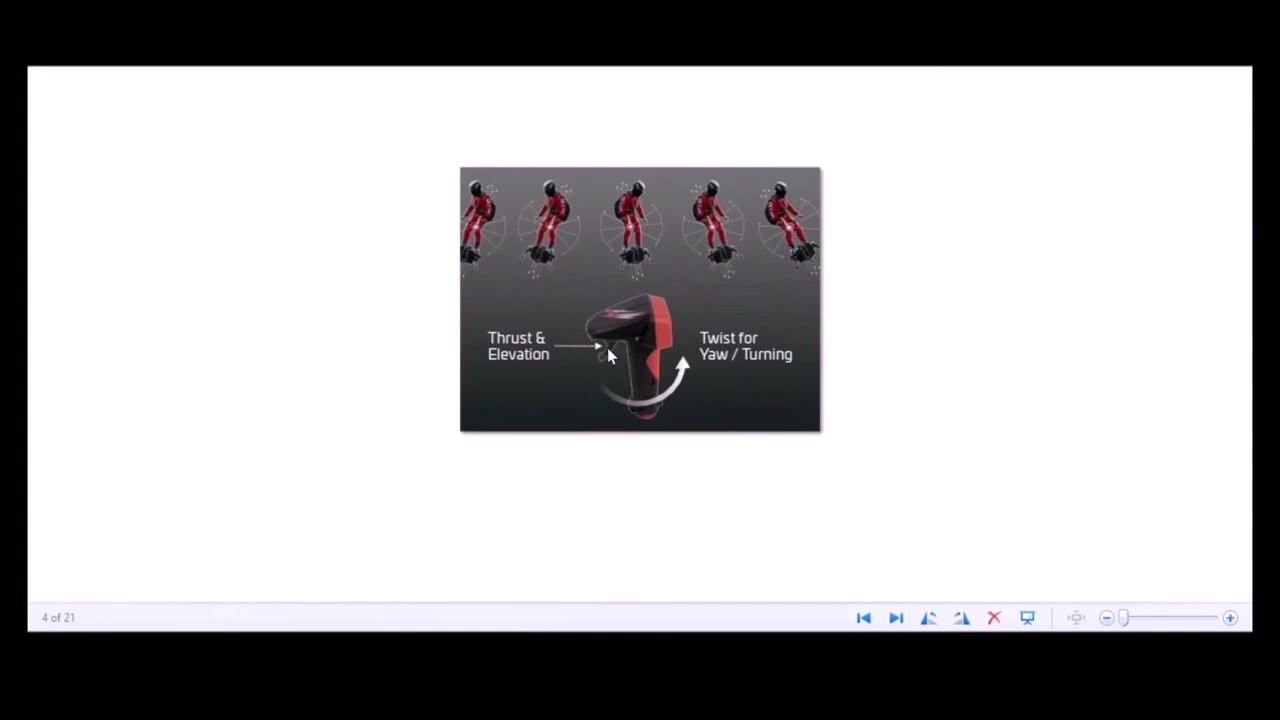 Thrust &
Elevation
Twist for
Yaw / Turning
4 of 21